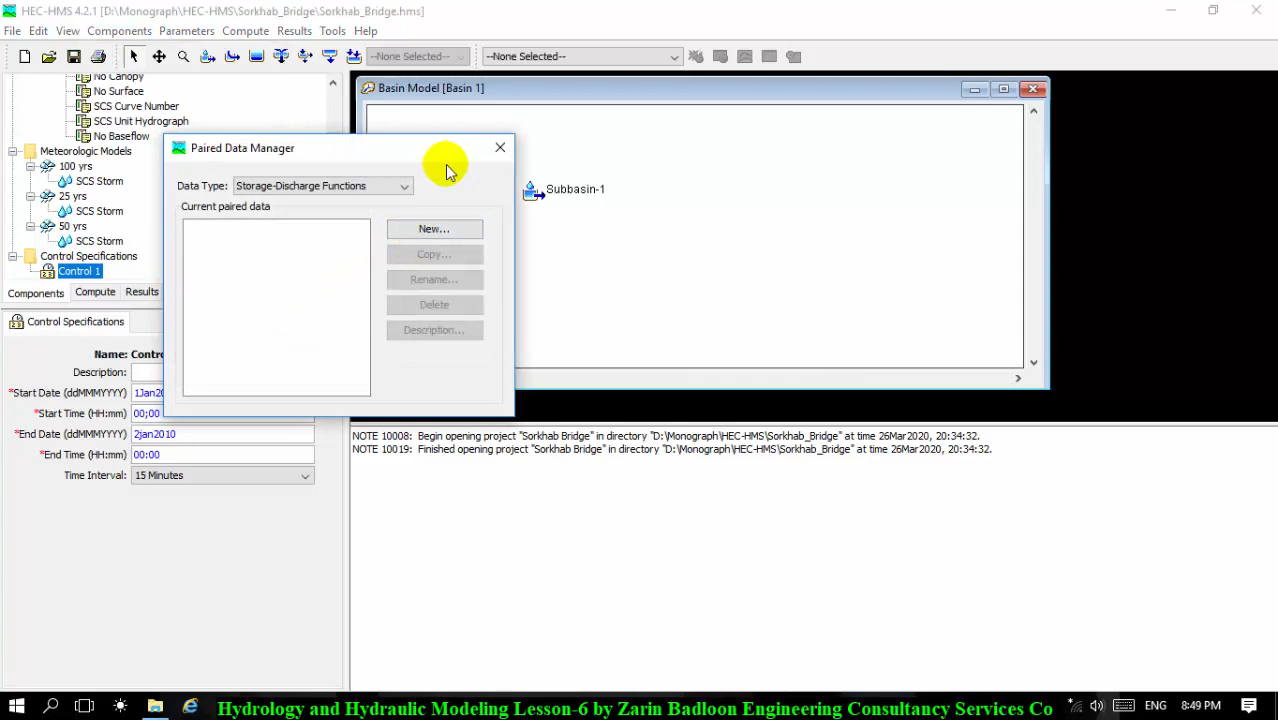 HEC-HMS 4.2.1 [D:\Monograph\HEC-HMS\Sorkhab_Bridge\Sorkhab_Bridge.hms]
File Edit View Components Parameters Compute Results Tools Help
--None Selected-- --None Selected--
No Canopy
No Surface
SCS Curve Number
SCS Unit Hydrograph
No Baseflow
Meteorologic Models
100 yrs
SCS Storm
25 yrs
SCS Storm
50 yrs
SCS Storm
Control Specifications
Control 1
Components Compute Results
Control Specifications
Name: Contro
Description:
*Start Date (ddMMMYYYY) 1Jan20
*Start Time (HH:mm) 00;00
*End Date (ddMMMYYYY) 2jan2010
*End Time (HH:mm) 00:00
Time Interval: 15 Minutes
Paired Data Manager
Data Type: Storage-Discharge Functions
Current paired data
New...
Copy...
Rename...
Delete
Description...
Basin Model [Basin 1]
Subbasin-1
NOTE 10008: Begin opening project "Sorkhab Bridge" in directory "D:\Monograph\HEC-HMS\Sorkhab_Bridge" at time 26Mar2020, 20:34:32.
NOTE 10019: Finished opening project "Sorkhab Bridge" in directory "D:\Monograph\HEC-HMS\Sorkhab_Bridge" at time 26Mar2020, 20:34:32.
Hydrology and Hydraulic Modeling Lesson-6 by Zarin Badloon Engineering Consultancy Services Co
ENG 8:49 PM